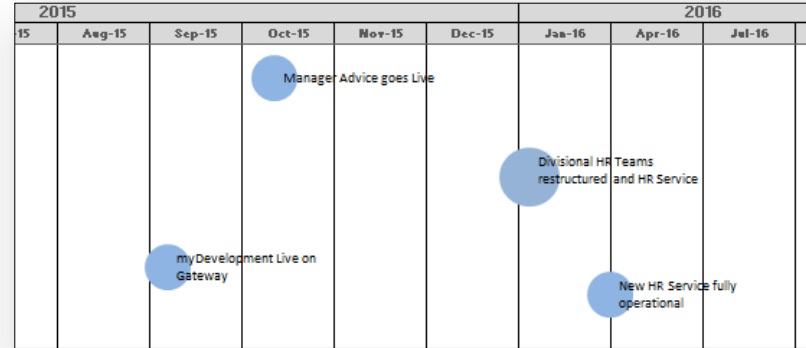 2015 2016
-15 Aug-15 Sep-15 Oct-15 Nov-15 Dec-15 Jan-16 Apr-16 Jul-16
Manager Advice goes Live
Divisional HR Teams
restructured and HR Service
myDevelopment Live on
Gateway
New HR Service fully
operational